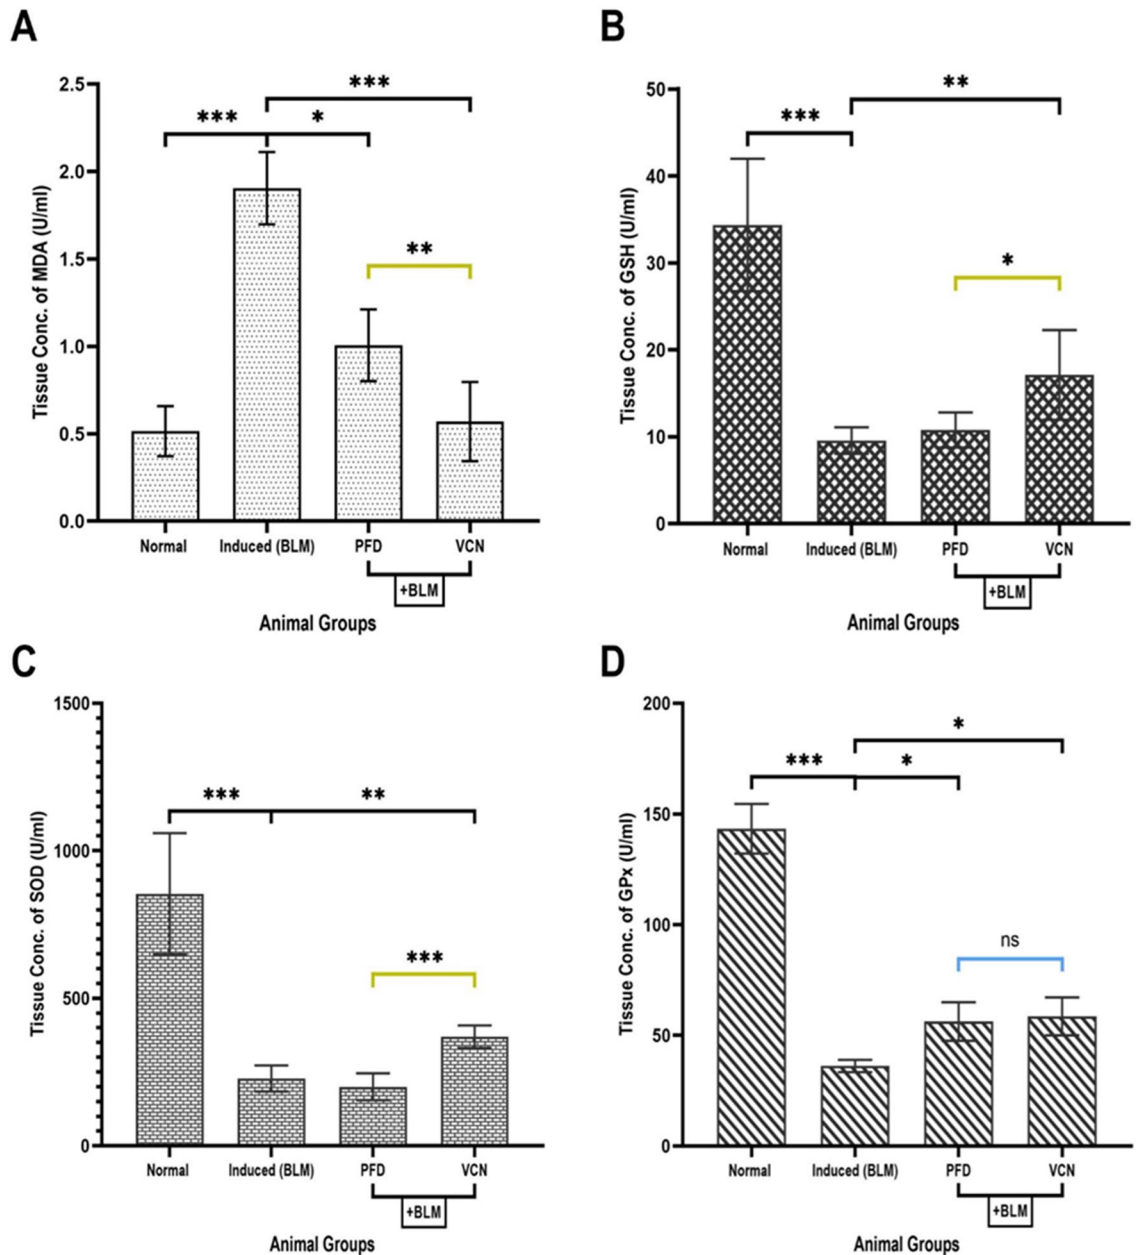 A
Tissue Conc. of MDA (U/ml)
2.5
2.0
1.5
1.0
0.5
0.0
***
*** *
**
Normal Induced (BLM) PFD VCN
+BLM
Animal Groups
B
Tissue Conc. of GSH (U/ml)
50
40
30
20
10
0
**
***
*
Normal Induced (BLM) PFD VCN
+BLM
Animal Groups
C
Tissue Conc. of SOD (U/ml)
1500
1000
500
0
*** **
***
Normal Induced (BLM) PFD VCN
+BLM
Animal Groups
D
Tissue Conc. of GPx (U/ml)
200
150
100
50
0
*
*** *
ns
Normal Induced (BLM) PFD VCN
+BLM
Animal Groups